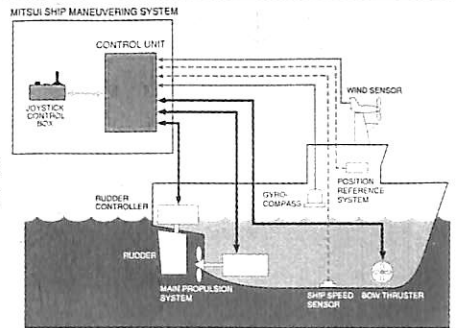 MITSUI SHIP MANEUVERING SYSTEM
CONTROL UNIT
JOYSTICK
CONTROL
BOX
WIND SENSOR
POSITION
REFERENCE
SYSTEM
GYRO-
COMPASS
RUDDER
CONTROLLER
RUDDER
MAIN PROPULSION
SYSTEM
SHIP SPEED
SENSOR
BOW THRUSTER